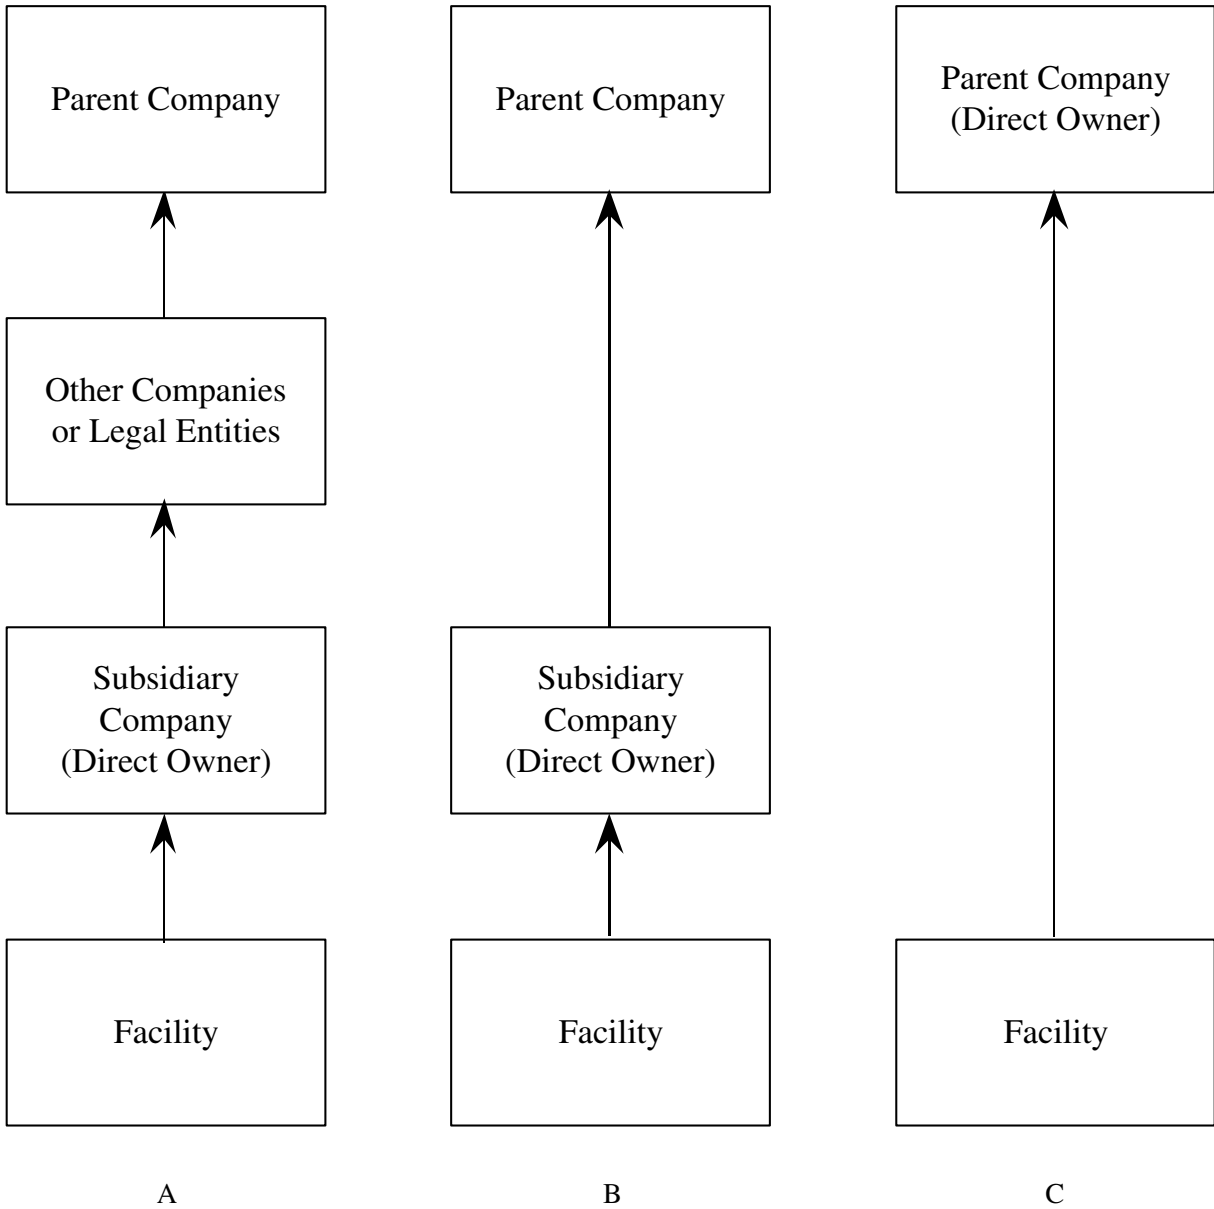 Parent Company
Other Companies
or Legal Entities
Subsidiary
Company
(Direct Owner)
Facility
A
Parent Company
Subsidiary
Company
(Direct Owner)
Facility
B
Parent Company
(Direct Owner)
Facility
C